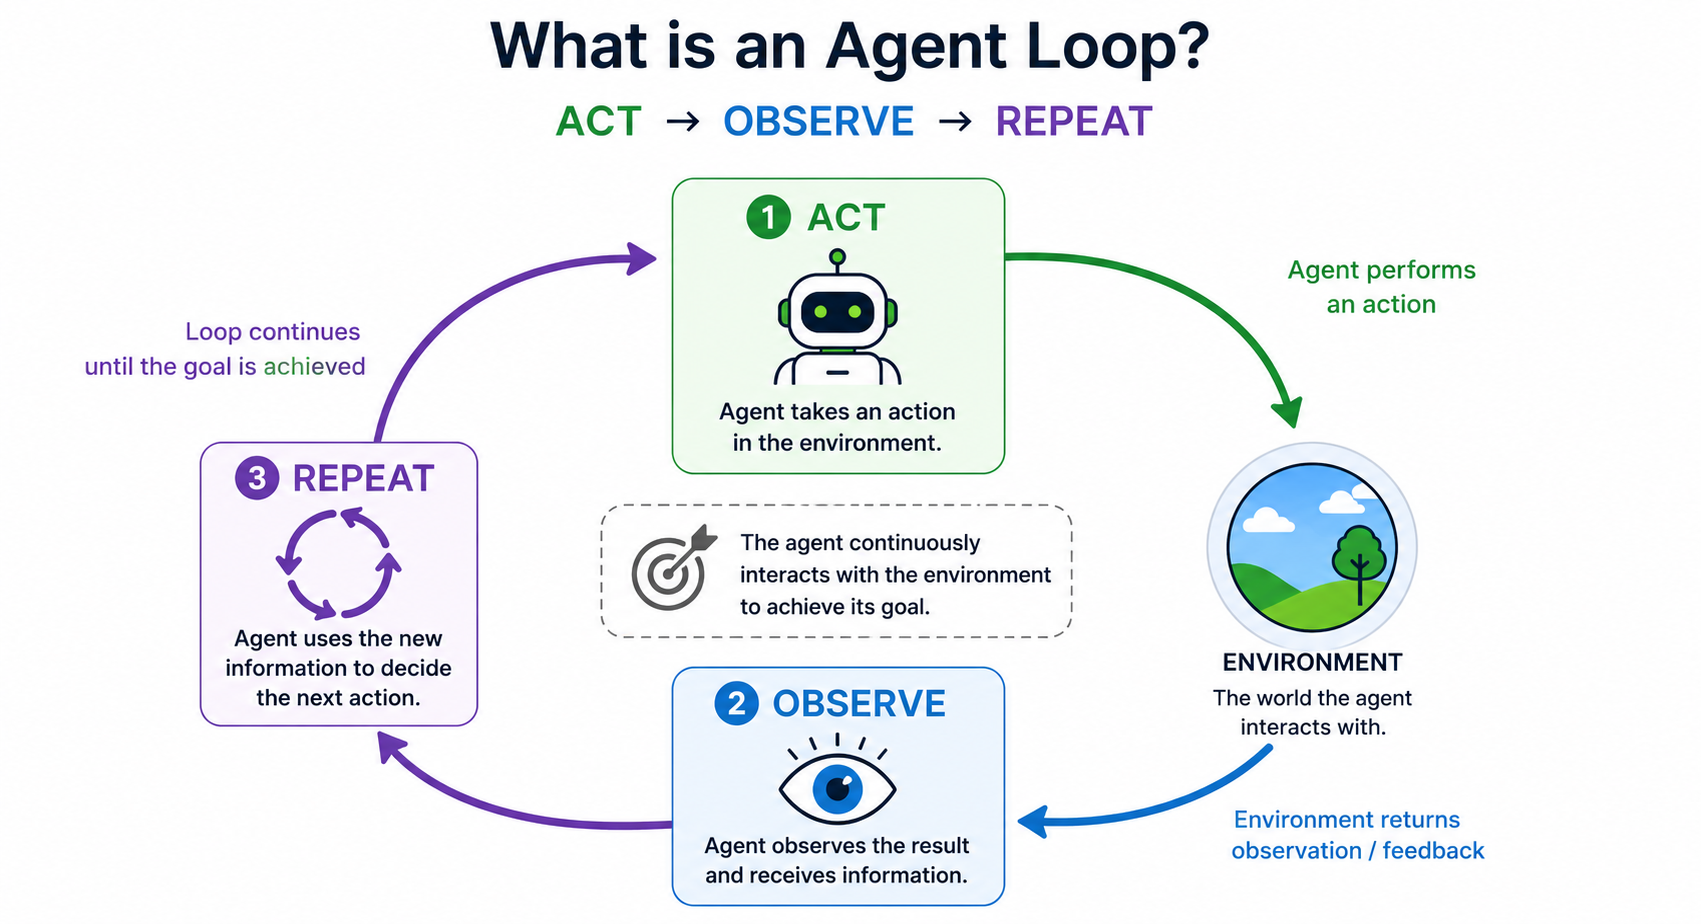 What is an Agent Loop?
ACT → OBSERVE → REPEAT
1 ACT
Agent takes an action
in the environment.
Agent performs
an action
ENVIRONMENT
The world the agent
interacts with.
Environment returns
observation / feedback
2 OBSERVE
Agent observes the result
and receives information.
3 REPEAT
Agent uses the new
information to decide
the next action.
Loop continues
until the goal is achieved
The agent continuously
interacts with the environment
to achieve its goal.